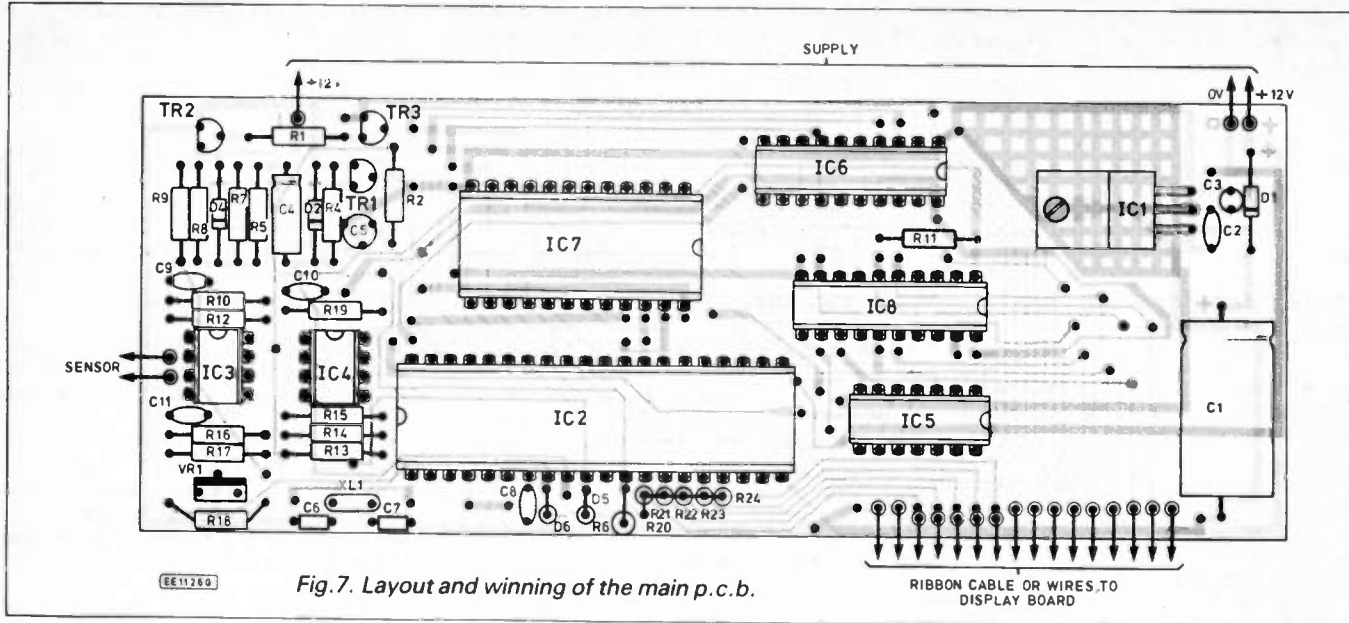 SUPPLY
+12v
0V
+12V
TR2
TR3
R1
IC6
R9
R8
D4
R7
R5
C4
D2
R4
TR1
C5
R2
IC7
IC1
C3
D1
C2
R11
C9
C10
R10
R12
R19
IC8
SENSOR
IC3
IC4
C11
R15
IC2
IC5
C1
R16
R14
R17
R13
VR1
XL1
C8
D5
R24
R18
C6
C7
D6
R6
R21
R22
R23
R20
EE1126G
Fig.7. Layout and winning of the main p.c.b.
RIBBON CABLE OR WIRES TO
DISPLAY BOARD